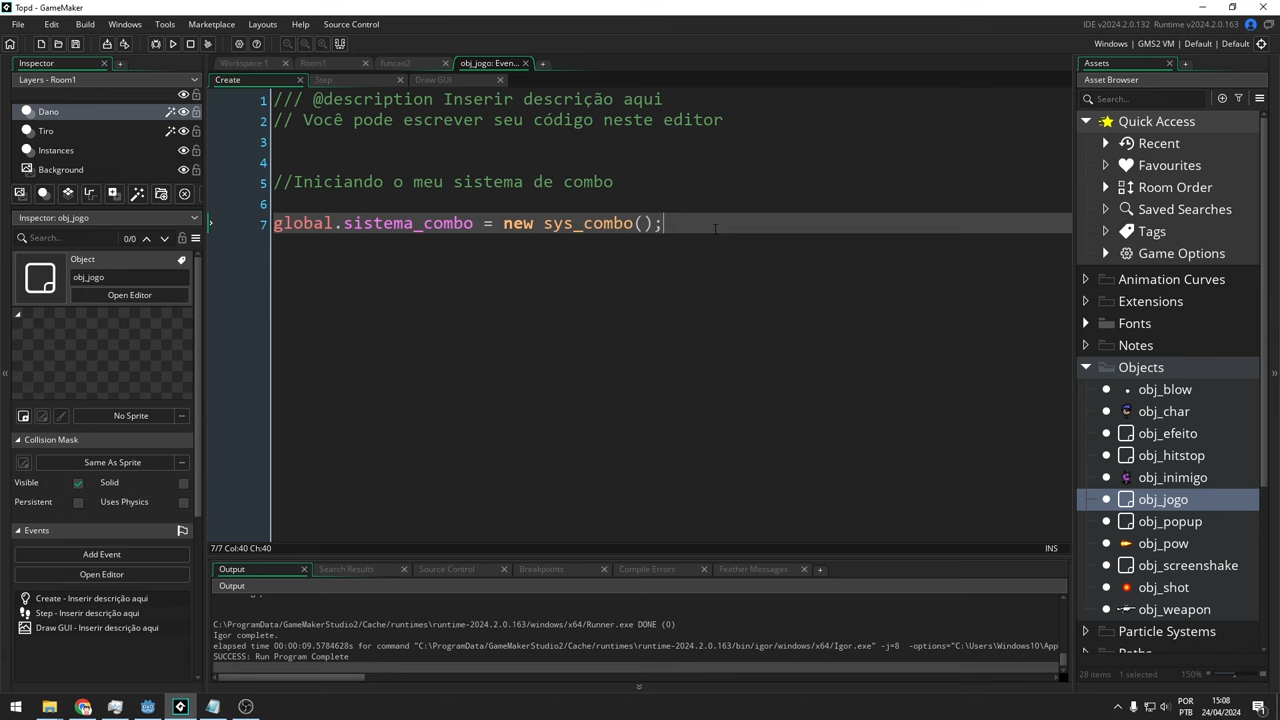 Topd - GameMaker
File Edit Build Windows Tools Marketplace Layouts Help Source Control
IDE v2024.2.0.132 Runtime v2024.2.0.163
Windows | GMS2 VM | Default | Default
Inspector
Workspace 1 Room1 funcao2 obj_jogo: Even...
Assets
Layers - Room1
Create Step Draw GUI
Asset Browser
Search...
Dano
Tiro
Instances
Background
Inspector: obj_jogo
Search... 0/0
Object
obj_jogo
Open Editor
No Sprite
Collision Mask
Same As Sprite
Visible Solid
Persistent Uses Physics
Events
Add Event
Open Editor
Create - Inserir descrição aqui
Step - Inserir descrição aqui
Draw GUI - Inserir descrição aqui
1 /// @description Inserir descrição aqui
2 // Você pode escrever seu código neste editor
3
4
5 //Iniciando o meu sistema de combo
6
7 global.sistema_combo = new sys_combo();
7/7 Col:40 Ch:40 INS
Output Search Results Source Control Breakpoints Compile Errors Feather Messages
Output
C:\ProgramData/GameMakerStudio2/Cache/runtimes\runtime-2024.2.0.163/windows/x64/Runner.exe DONE (0)
Igor complete.
elapsed time 00:00:09.5784628s for command "C:\ProgramData/GameMakerStudio2/Cache/runtimes\runtime-2024.2.0.163/bin/igor/windows/x64/Igor.exe" -j=8 -options="C:\Users\Windows10\App
SUCCESS: Run Program Complete
Quick Access
Recent
Favourites
Room Order
Saved Searches
Tags
Game Options
Animation Curves
Extensions
Fonts
Notes
Objects
obj_blow
obj_char
obj_efeito
obj_hitstop
obj_inimigo
obj_jogo
obj_popup
obj_pow
obj_screenshake
obj_shot
obj_weapon
Particle Systems
28 items 1 selected 150%
POR
PTB
15:08
24/04/2024